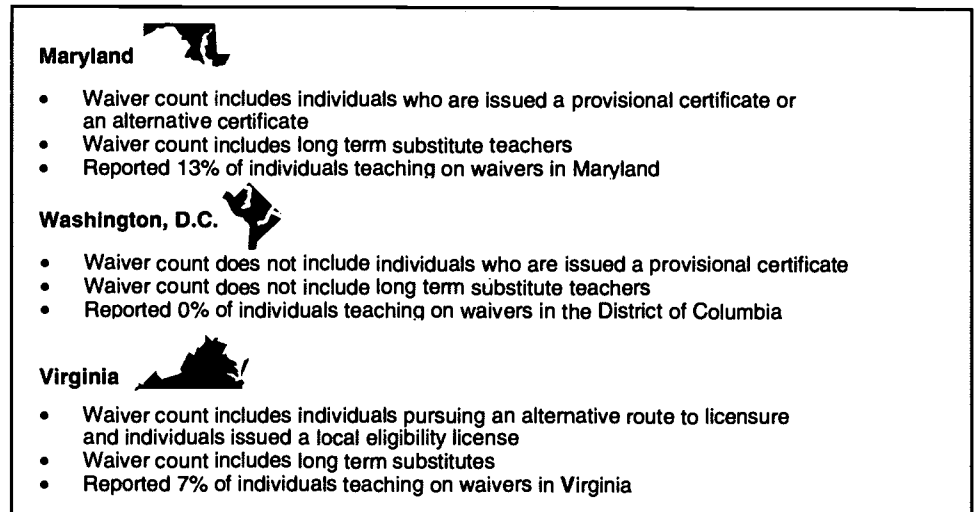 Maryland
• Waiver count includes individuals who are issued a provisional certificate or
an alternative certificate
• Waiver count includes long term substitute teachers
• Reported 13% of individuals teaching on waivers in Maryland
Washington, D.C.
• Waiver count does not include individuals who are issued a provisional certificate
• Waiver count does not include long term substitute teachers
• Reported 0% of individuals teaching on waivers in the District of Columbia
Virginia
• Waiver count includes individuals pursuing an alternative route to licensure
and individuals issued a local eligibility license
• Waiver count includes long term substitutes
• Reported 7% of individuals teaching on waivers in Virginia